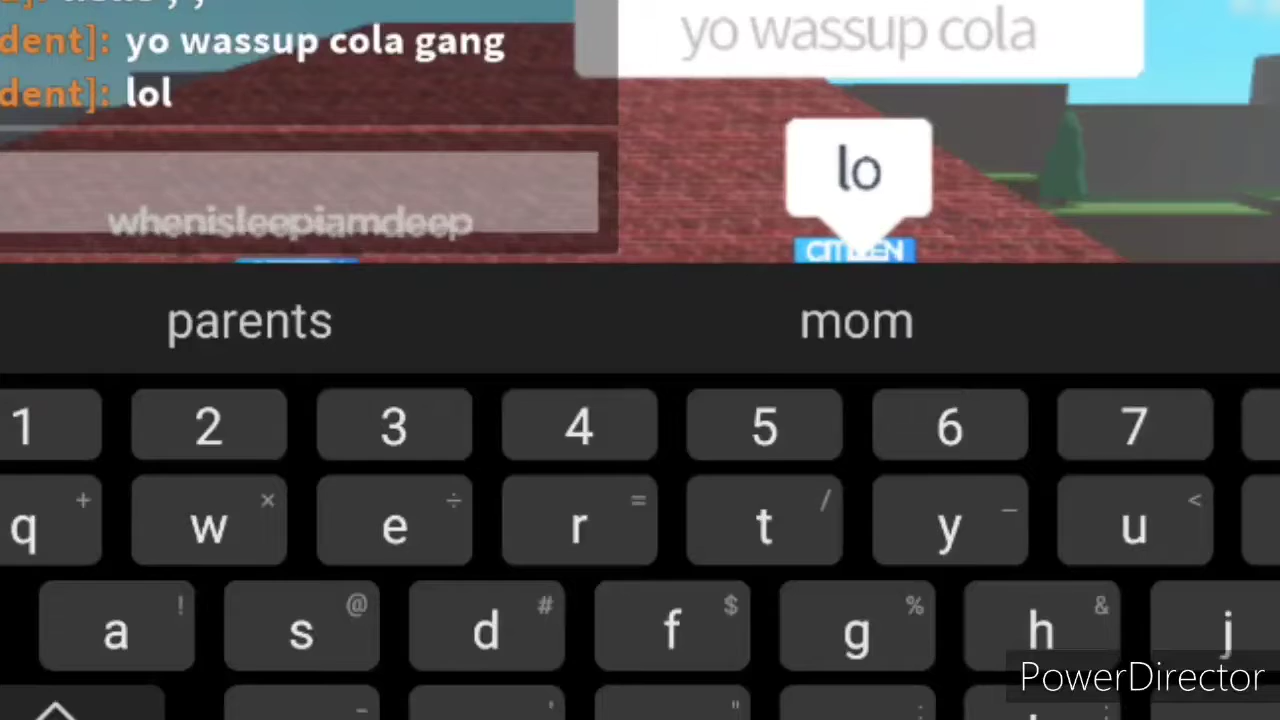 dent]: yo wassup cola gang
dent]: lol
yo wassup cola
lo
whenisleepiamdeep
CITIZEN
parents mom
1 2 3 4 5 6 7
q + w × e ÷ r = t / y _ u <
a ! s @ d # f $ g % h & j
PowerDirector